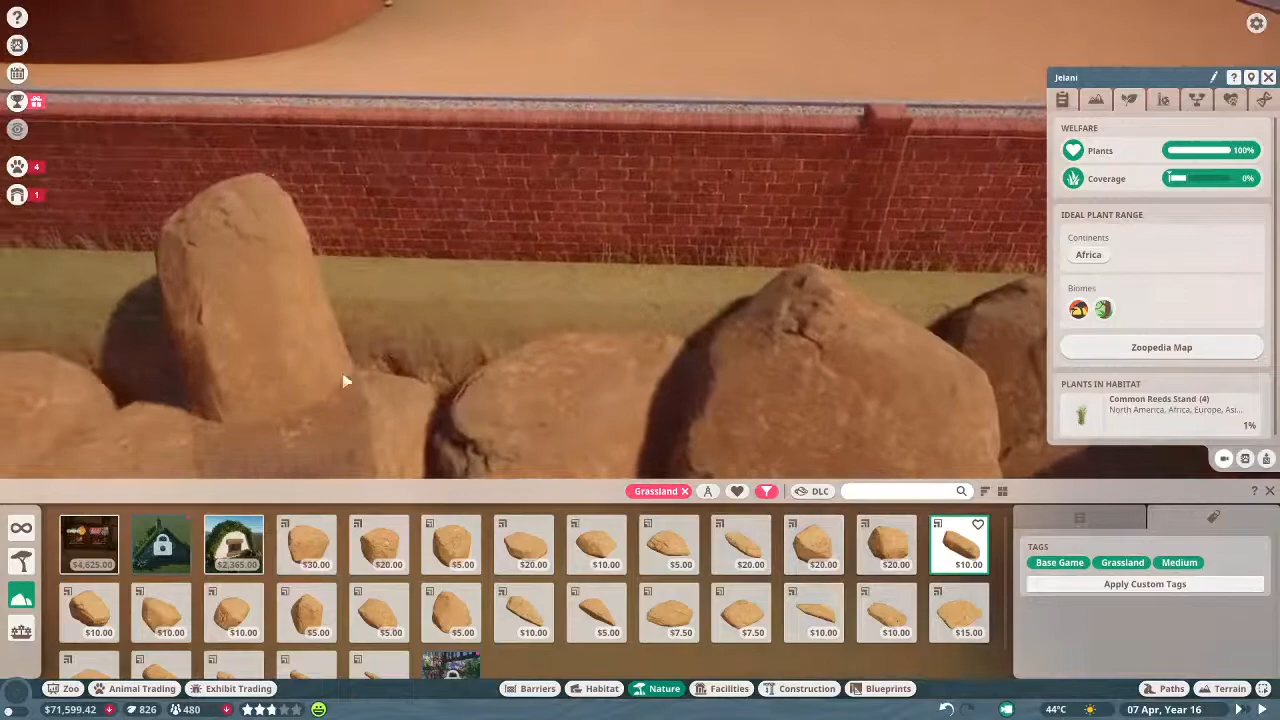 ?
Jelani
?
WELFARE
Plants
100%
Coverage
0%
4
1
IDEAL PLANT RANGE
Continents
Africa
Biomes
Zoopedia Map
PLANTS IN HABITAT
Common Reeds Stand (4)
North America, Africa, Europe, Asi...
1%
Grassland
DLC
?
$4,625.00
$2,365.00
$30.00
$20.00
$5.00
$20.00
$10.00
$5.00
$20.00
$20.00
$20.00
$10.00
TAGS
Base Game
Grassland
Medium
Apply Custom Tags
$10.00
$10.00
$10.00
$5.00
$5.00
$5.00
$10.00
$5.00
$7.50
$7.50
$10.00
$10.00
$15.00
Zoo
Animal Trading
Exhibit Trading
Barriers
Habitat
Nature
Facilities
Construction
Blueprints
Paths
Terrain
$71,599.42
826
480
44°C
07 Apr, Year 16